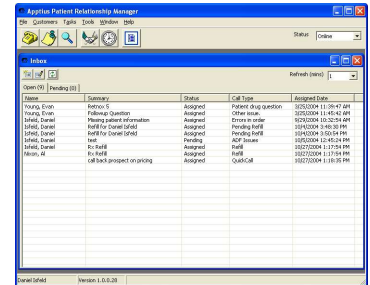 Apptius Patient Relationship Manager
File Customers Tasks Tools Window Help
Status Online
Inbox
Refresh (mins) 1
Open (9) Pending (0)
Name Summary Status Call Type Assigned Date
Young, Evan Retnox 5 Assigned Patient drug question 3/25/2004 11:39:47 AM
Young, Evan Followup Question Assigned Other issue. 3/25/2004 11:45:42 AM
Isfeld, Daniel Missing patient information Assigned Errors in order 9/29/2004 10:32:54 AM
Isfeld, Daniel Refill for Daniel Isfeld Assigned Pending Refill 10/4/2004 3:48:30 PM
Isfeld, Daniel Refill for Daniel Isfeld Assigned Pending Refill 10/4/2004 3:50:54 PM
Isfeld, Daniel test Pending ADF Issues 10/5/2004 12:45:24 PM
Isfeld, Daniel Rx Refill Assigned Refill 10/27/2004 1:17:54 PM
Nixon, Al Rx Refill Assigned Refill 10/27/2004 1:17:54 PM
call back prospect on pricing Assigned QuickCall 10/27/2004 1:18:35 PM
Daniel Isfeld Version 1.0.0.28